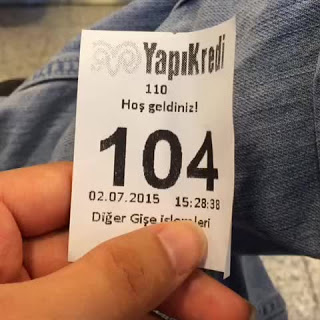 YapıKredi
110
Hoş geldiniz!
104
02.07.2015 15:28:38
Diğer Gişe işlemleri